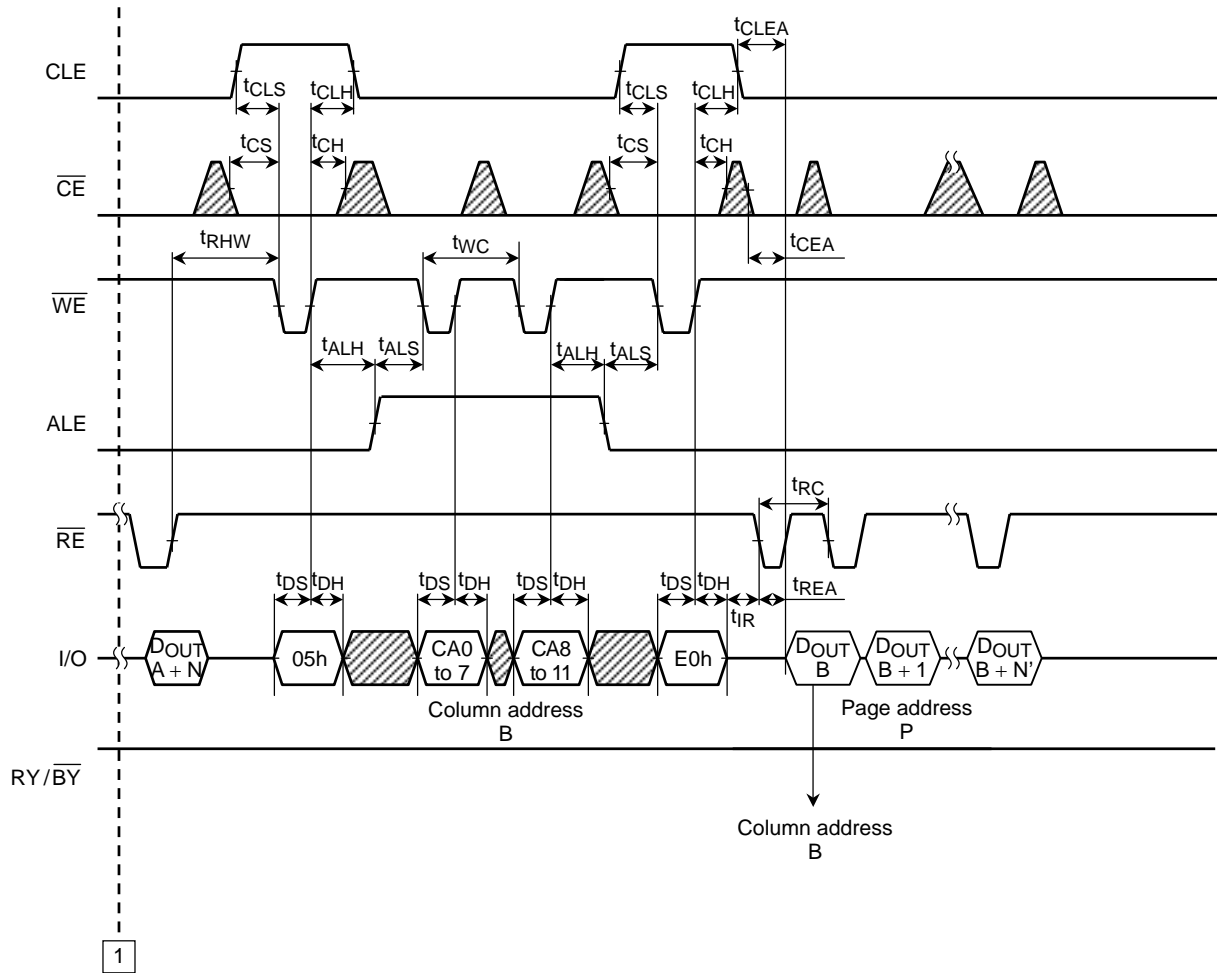 tCLEA
CLE
tCLS tCLH tCLS tCLH
tCS tCH tCS tCH
CE
tRHW tWC tCEA
WE
tALH tALS tALH tALS
ALE
tRC
RE
tDS tDH tDS tDH tDS tDH tDS tDH tREA
tIR
I/O
DOUT
A + N
05h
CA0
to 7
CA8
to 11
E0h
DOUT
B
DOUT
B + 1
DOUT
B + N’
Column address
B
Page address
P
RY/BY
Column address
B
1